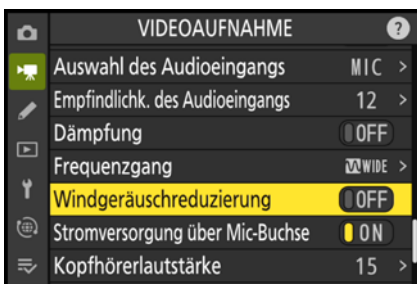 VIDEOAUFNAHME ?
Auswahl des Audioeingangs MIC >
Empfindlichk. des Audioeingangs 12 >
Dämpfung OFF
Frequenzgang WIDE >
Windgeräuschreduzierung OFF
Stromversorgung über Mic-Buchse ON
Kopfhörerlautstärke 15 >